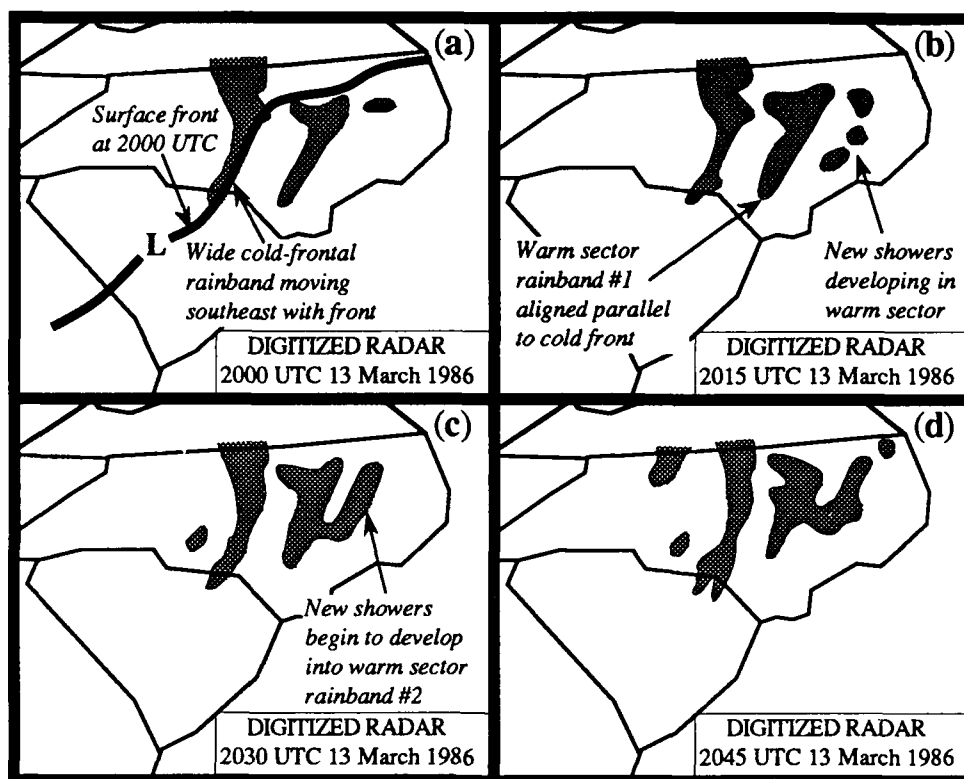 (a)
Surface front
at 2000 UTC
L
Wide cold-frontal
rainband moving
southeast with front
DIGITIZED RADAR
2000 UTC 13 March 1986
(b)
Warm sector
rainband #1
aligned parallel
to cold front
New showers
developing in
warm sector
DIGITIZED RADAR
2015 UTC 13 March 1986
(c)
New showers
begin to develop
into warm sector
rainband #2
DIGITIZED RADAR
2030 UTC 13 March 1986
(d)
DIGITIZED RADAR
2045 UTC 13 March 1986